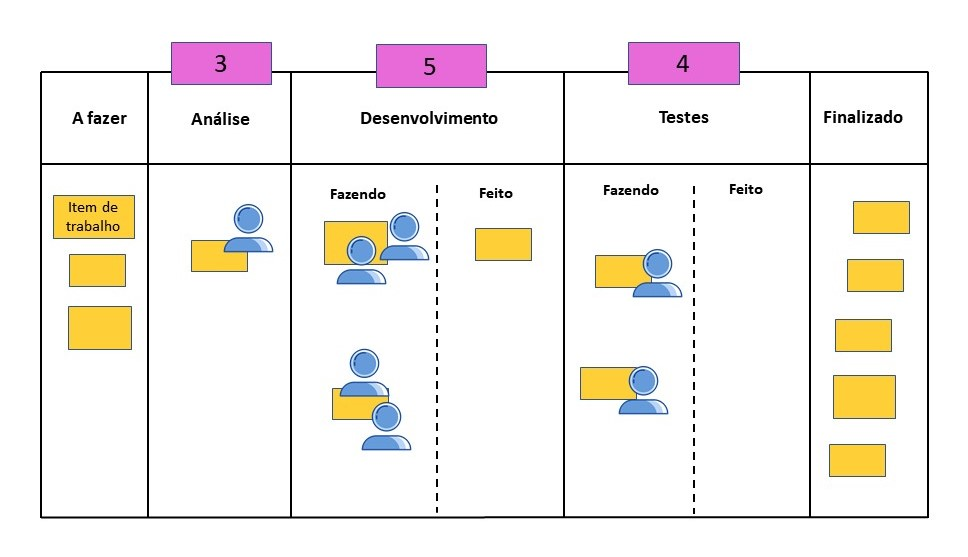 3
5
4
A fazer
Análise
Desenvolvimento
Testes
Finalizado
Fazendo
Feito
Fazendo
Feito
Item de
trabalho